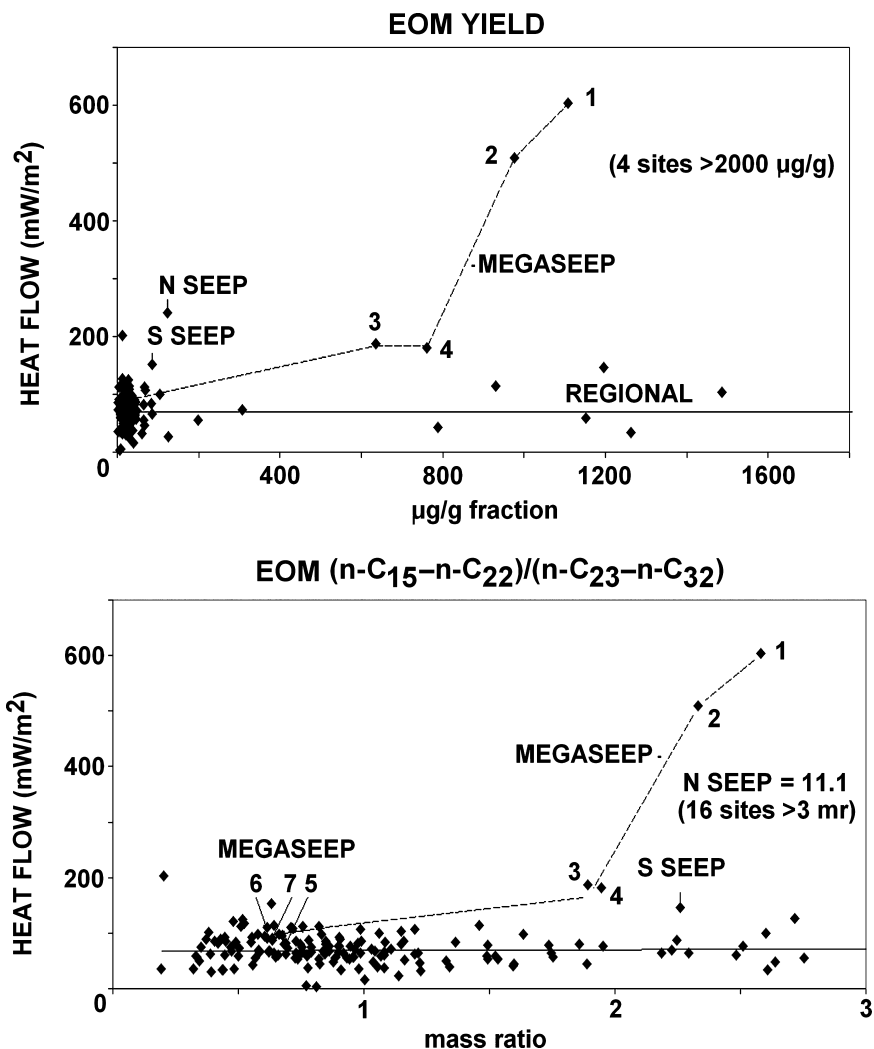 EOM YIELD
HEAT FLOW (mW/m2)
600
400
200
0
1
2
(4 sites >2000 µg/g)
MEGASEEP
N SEEP
S SEEP
3
4
REGIONAL
400
800
1200
1600
µg/g fraction
EOM (n-C15–n-C22)/(n-C23–n-C32)
HEAT FLOW (mW/m2)
600
400
200
0
1
2
MEGASEEP
N SEEP = 11.1
(16 sites >3 mr)
MEGASEEP
6 7 5
3
4
S SEEP
1
2
3
mass ratio